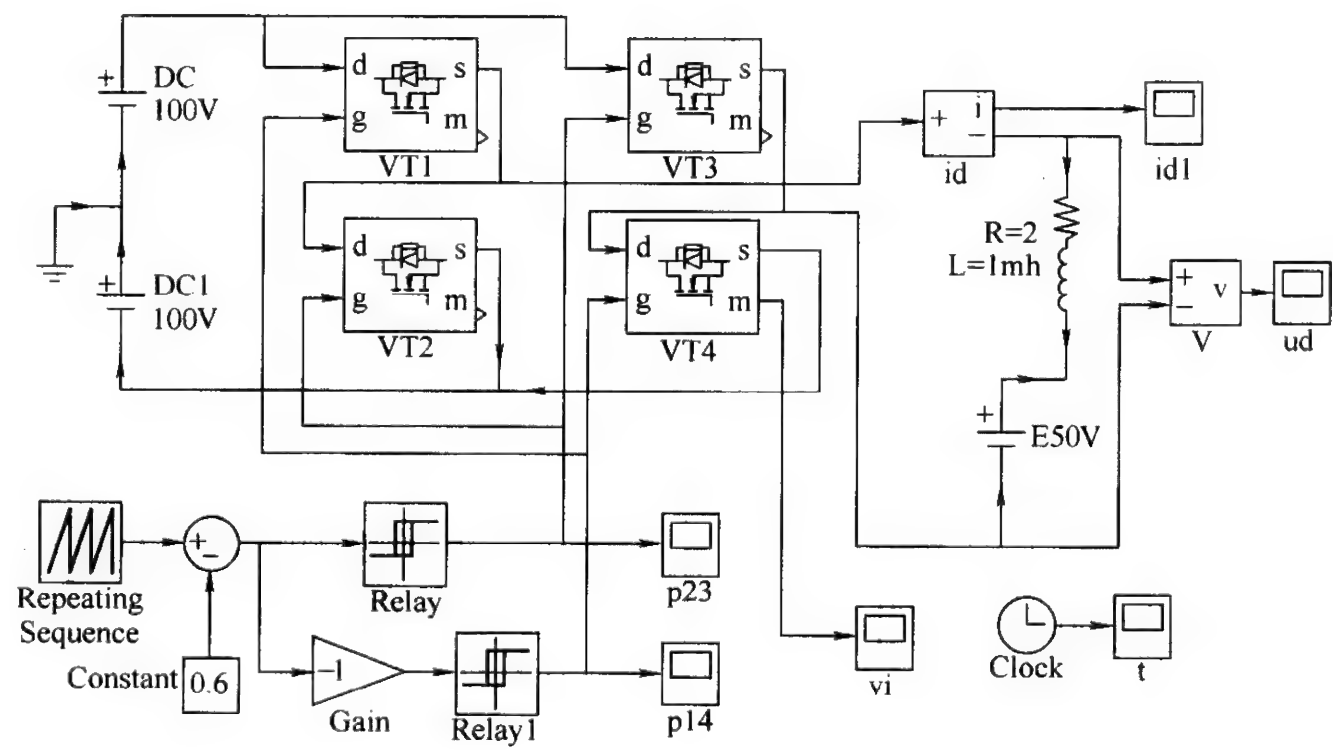 DC
100V
d
s
g
m
VT1
d
s
g
m
VT3
+
i
−
id
id1
+
+
DC1
100V
d
s
g
m
VT2
d
s
g
m
VT4
R=2
L=1mh
+
−
v
V
ud
+
E50V
+
−
Repeating
Sequence
Relay
p23
Constant
0.6
−1
Gain
Relay1
p14
vi
Clock
t